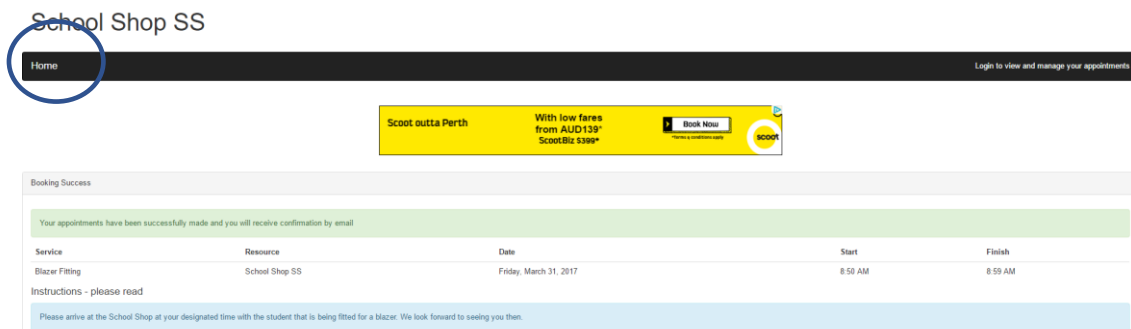 School Shop SS
Home
Login to view and manage your appointments
Scoot outta Perth
With low fares
from AUD139*
ScootBiz $399*
Book Now
*Terms & conditions apply
scoot
Booking Success
Your appointments have been successfully made and you will receive confirmation by email
Service Resource Date Start Finish
Blazer Fitting School Shop SS Friday, March 31, 2017 8:50 AM 8:59 AM
Instructions - please read
Please arrive at the School Shop at your designated time with the student that is being fitted for a blazer. We look forward to seeing you then.